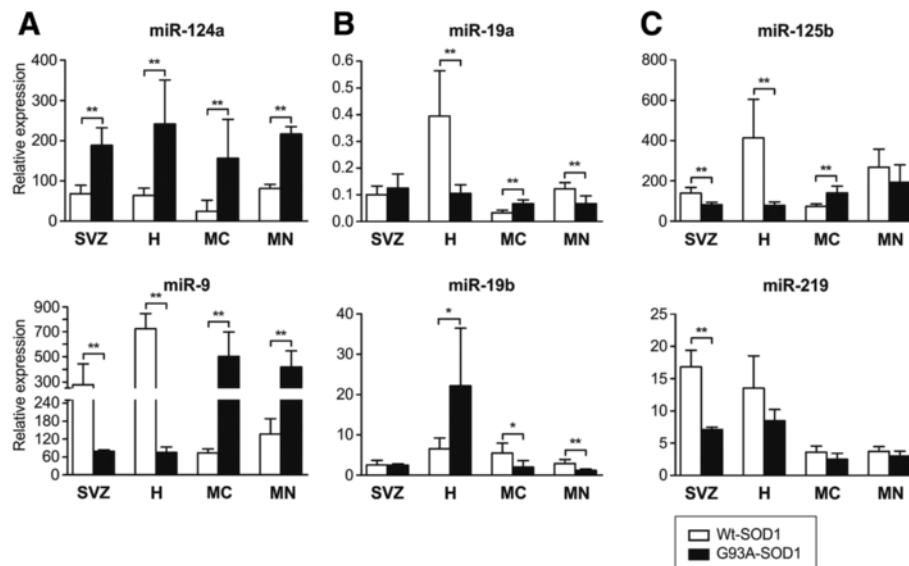 A
miR-124a
Relative expression
400
300
200
100
0
**
**
**
**
SVZ H MC MN
B
miR-19a
0.6
0.5
0.4
0.3
0.2
0.1
0.0
**
**
**
SVZ H MC MN
C
miR-125b
800
600
400
200
0
**
**
**
SVZ H MC MN
miR-9
Relative expression
900
700
500
300
240
180
120
60
0
**
**
**
**
SVZ H MC MN
miR-19b
40
30
20
10
0
*
*
**
SVZ H MC MN
miR-219
25
20
15
10
5
0
**
SVZ H MC MN
Wt-SOD1
G93A-SOD1